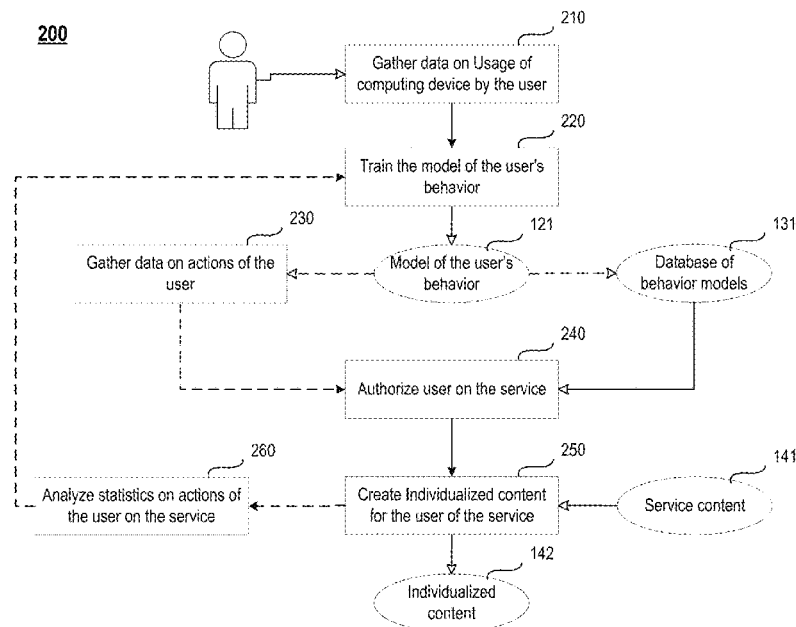 200
210
Gather data on Usage of
computing device by the user
220
Train the model of the user's
behavior
230
Gather data on actions of the
user
121
Model of the user's
behavior
131
Database of
behavior models
240
Authorize user on the service
260
Analyze statistics on actions of
the user on the service
250
Create Individualized content
for the user of the service
141
Service content
142
Individualized
content